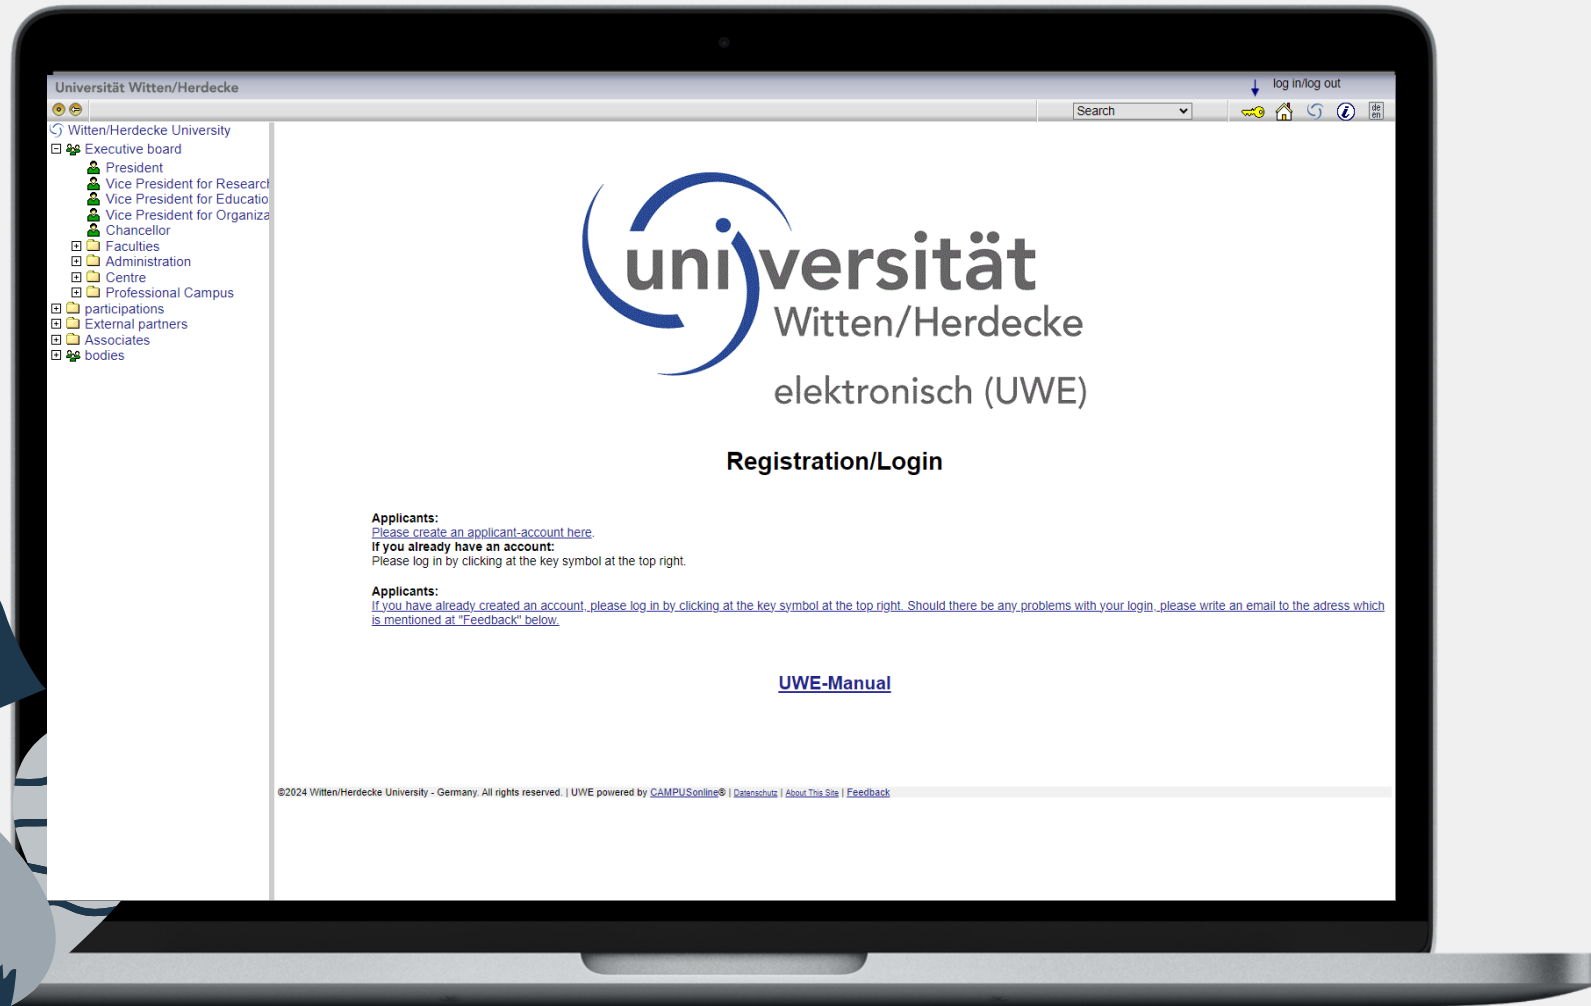 Universität Witten/Herdecke
log in/log out
Search
de
en
Witten/Herdecke University
Executive board
President
Vice President for Research
Vice President for Educatio
Vice President for Organiza
Chancellor
Faculties
Administration
Centre
Professional Campus
participations
External partners
Associates
bodies
universität
Witten/Herdecke
elektronisch (UWE)
Registration/Login
Applicants:
Please create an applicant-account here.
If you already have an account:
Please log in by clicking at the key symbol at the top right.
Applicants:
If you have already created an account, please log in by clicking at the key symbol at the top right. Should there be any problems with your login, please write an email to the adress which
is mentioned at "Feedback" below.
UWE-Manual
©2024 Witten/Herdecke University - Germany. All rights reserved. | UWE powered by CAMPUSonline® | Datenschutz | About This Site | Feedback